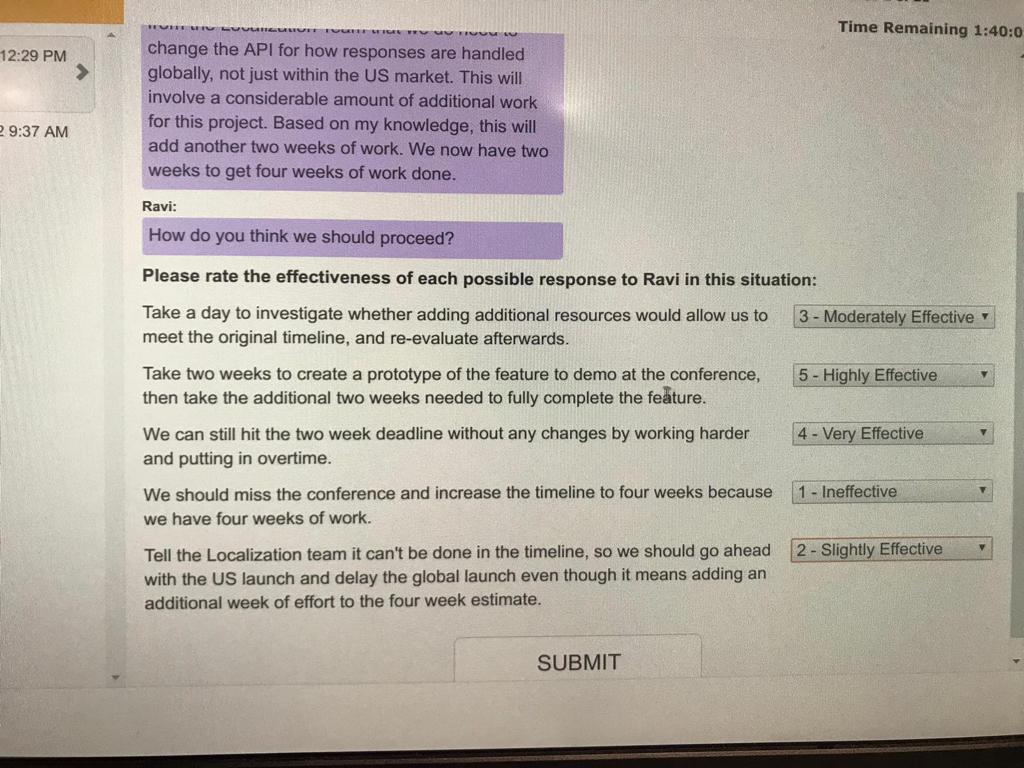 Time Remaining 1:40:0
12:29 PM
9:37 AM
from the Localization Team that we do need to
change the API for how responses are handled
globally, not just within the US market. This will
involve a considerable amount of additional work
for this project. Based on my knowledge, this will
add another two weeks of work. We now have two
weeks to get four weeks of work done.
Ravi:
How do you think we should proceed?
Please rate the effectiveness of each possible response to Ravi in this situation:
Take a day to investigate whether adding additional resources would allow us to
meet the original timeline, and re-evaluate afterwards.
3 - Moderately Effective
Take two weeks to create a prototype of the feature to demo at the conference,
then take the additional two weeks needed to fully complete the feature.
5 - Highly Effective
We can still hit the two week deadline without any changes by working harder
and putting in overtime.
4 - Very Effective
We should miss the conference and increase the timeline to four weeks because
we have four weeks of work.
1 - Ineffective
Tell the Localization team it can't be done in the timeline, so we should go ahead
with the US launch and delay the global launch even though it means adding an
additional week of effort to the four week estimate.
2 - Slightly Effective
SUBMIT